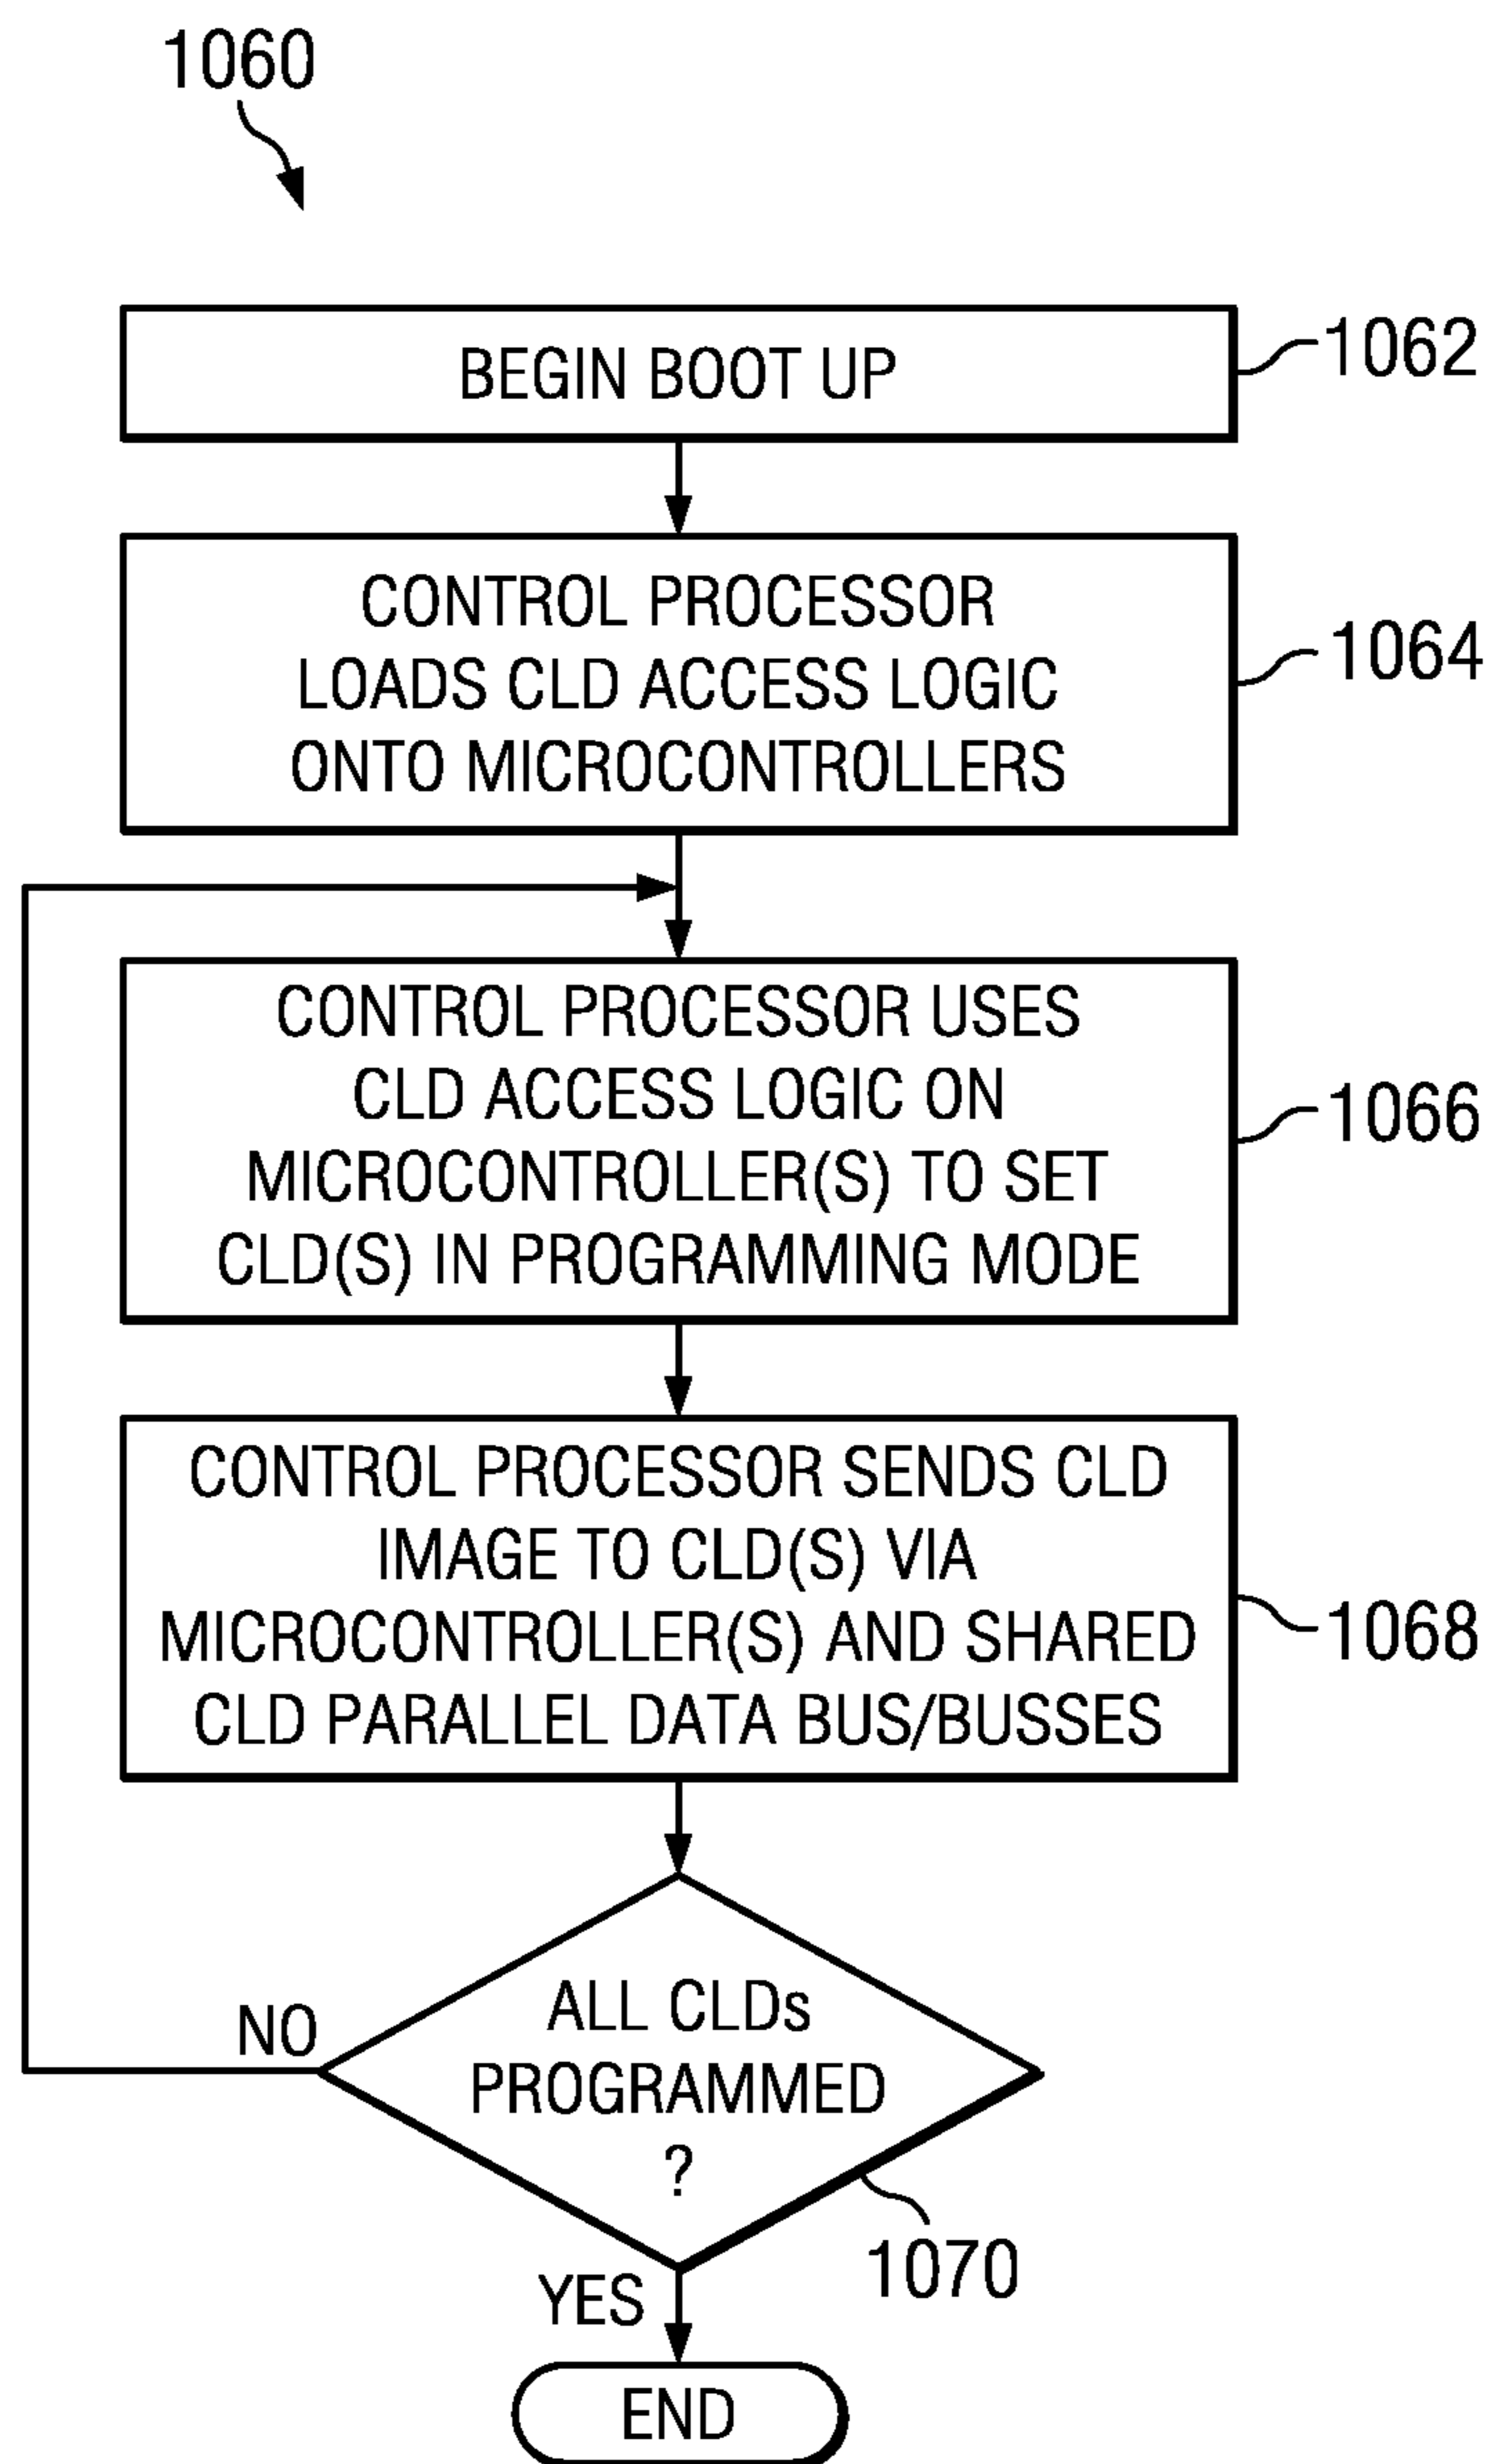 1060
BEGIN BOOT UP
1062
CONTROL PROCESSOR
LOADS CLD ACCESS LOGIC
ONTO MICROCONTROLLERS
1064
CONTROL PROCESSOR USES
CLD ACCESS LOGIC ON
MICROCONTROLLER(S) TO SET
CLD(S) IN PROGRAMMING MODE
1066
CONTROL PROCESSOR SENDS CLD
IMAGE TO CLD(S) VIA
MICROCONTROLLER(S) AND SHARED
CLD PARALLEL DATA BUS/BUSSES
1068
ALL CLDs
PROGRAMMED
?
NO
1070
YES
END